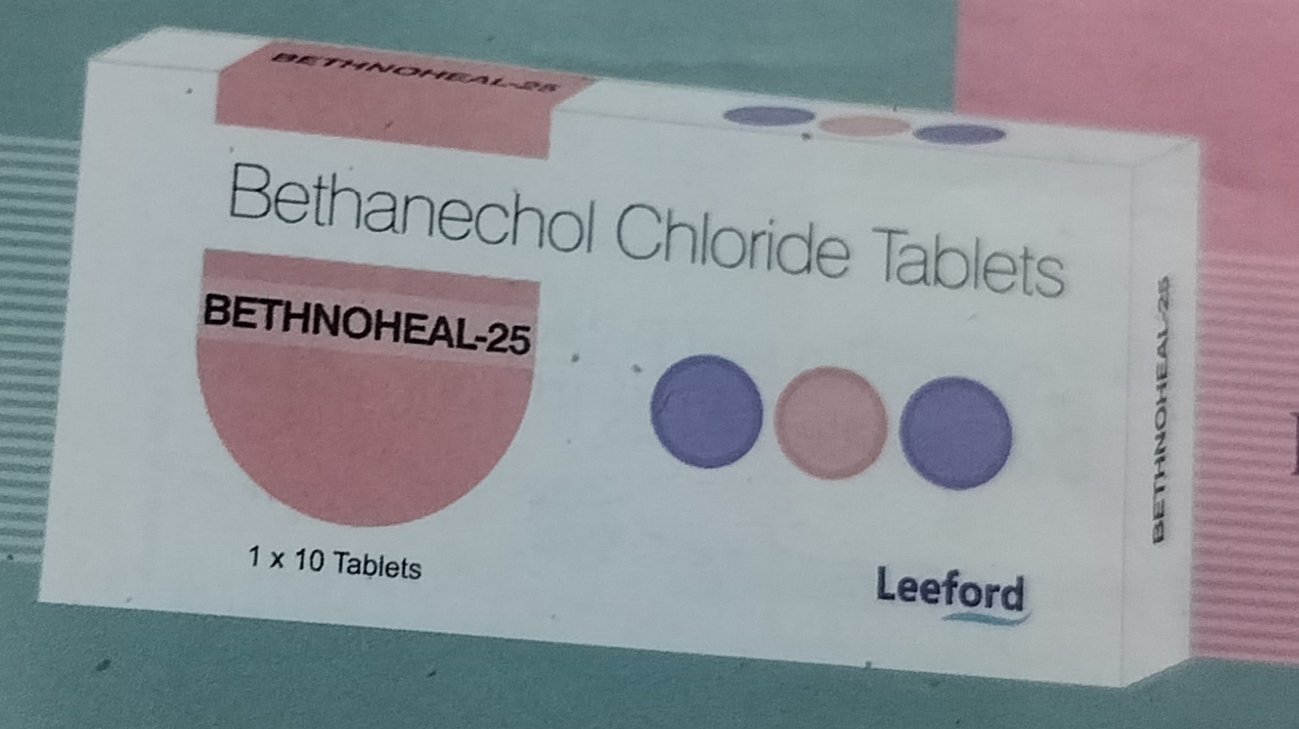 BETHNOHEAL-25
Bethanechol Chloride Tablets
BETHNOHEAL-25
1 x 10 Tablets
Leeford
BETHNOHEAL-25